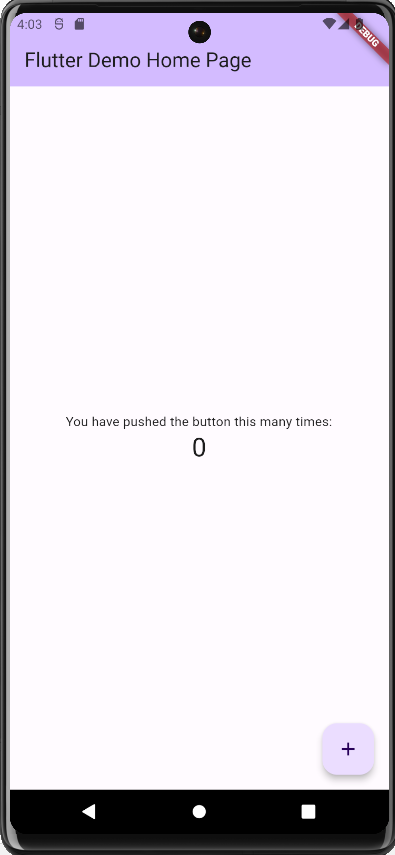 4:03
DEBUG
Flutter Demo Home Page
You have pushed the button this many times:
0
+